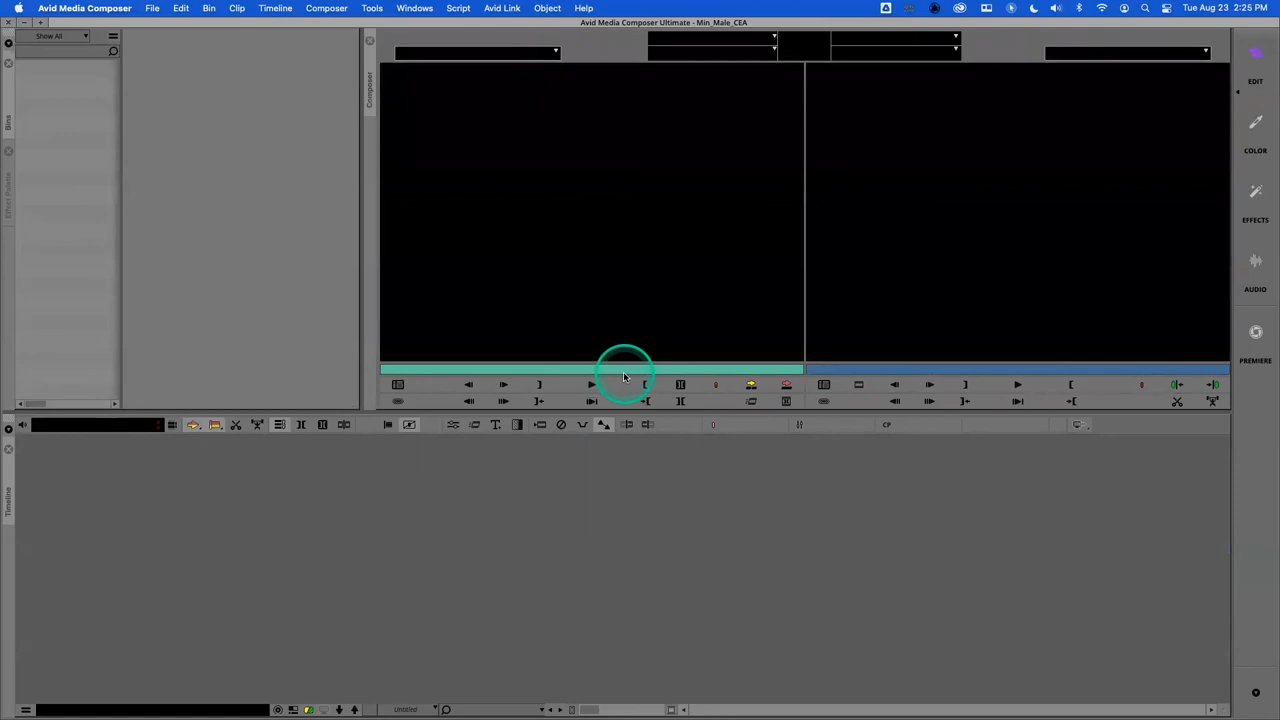 Avid Media Composer File Edit Bin Clip Timeline Composer Tools Windows Script Avid Link Object Help Tue Aug 23 2:25 PM
Avid Media Composer Ultimate - Min_Male_CEA
Show All
Bins
Effect Palette
Composer
EDIT
COLOR
EFFECTS
AUDIO
PREMIERE
CP
Timeline
Untitled